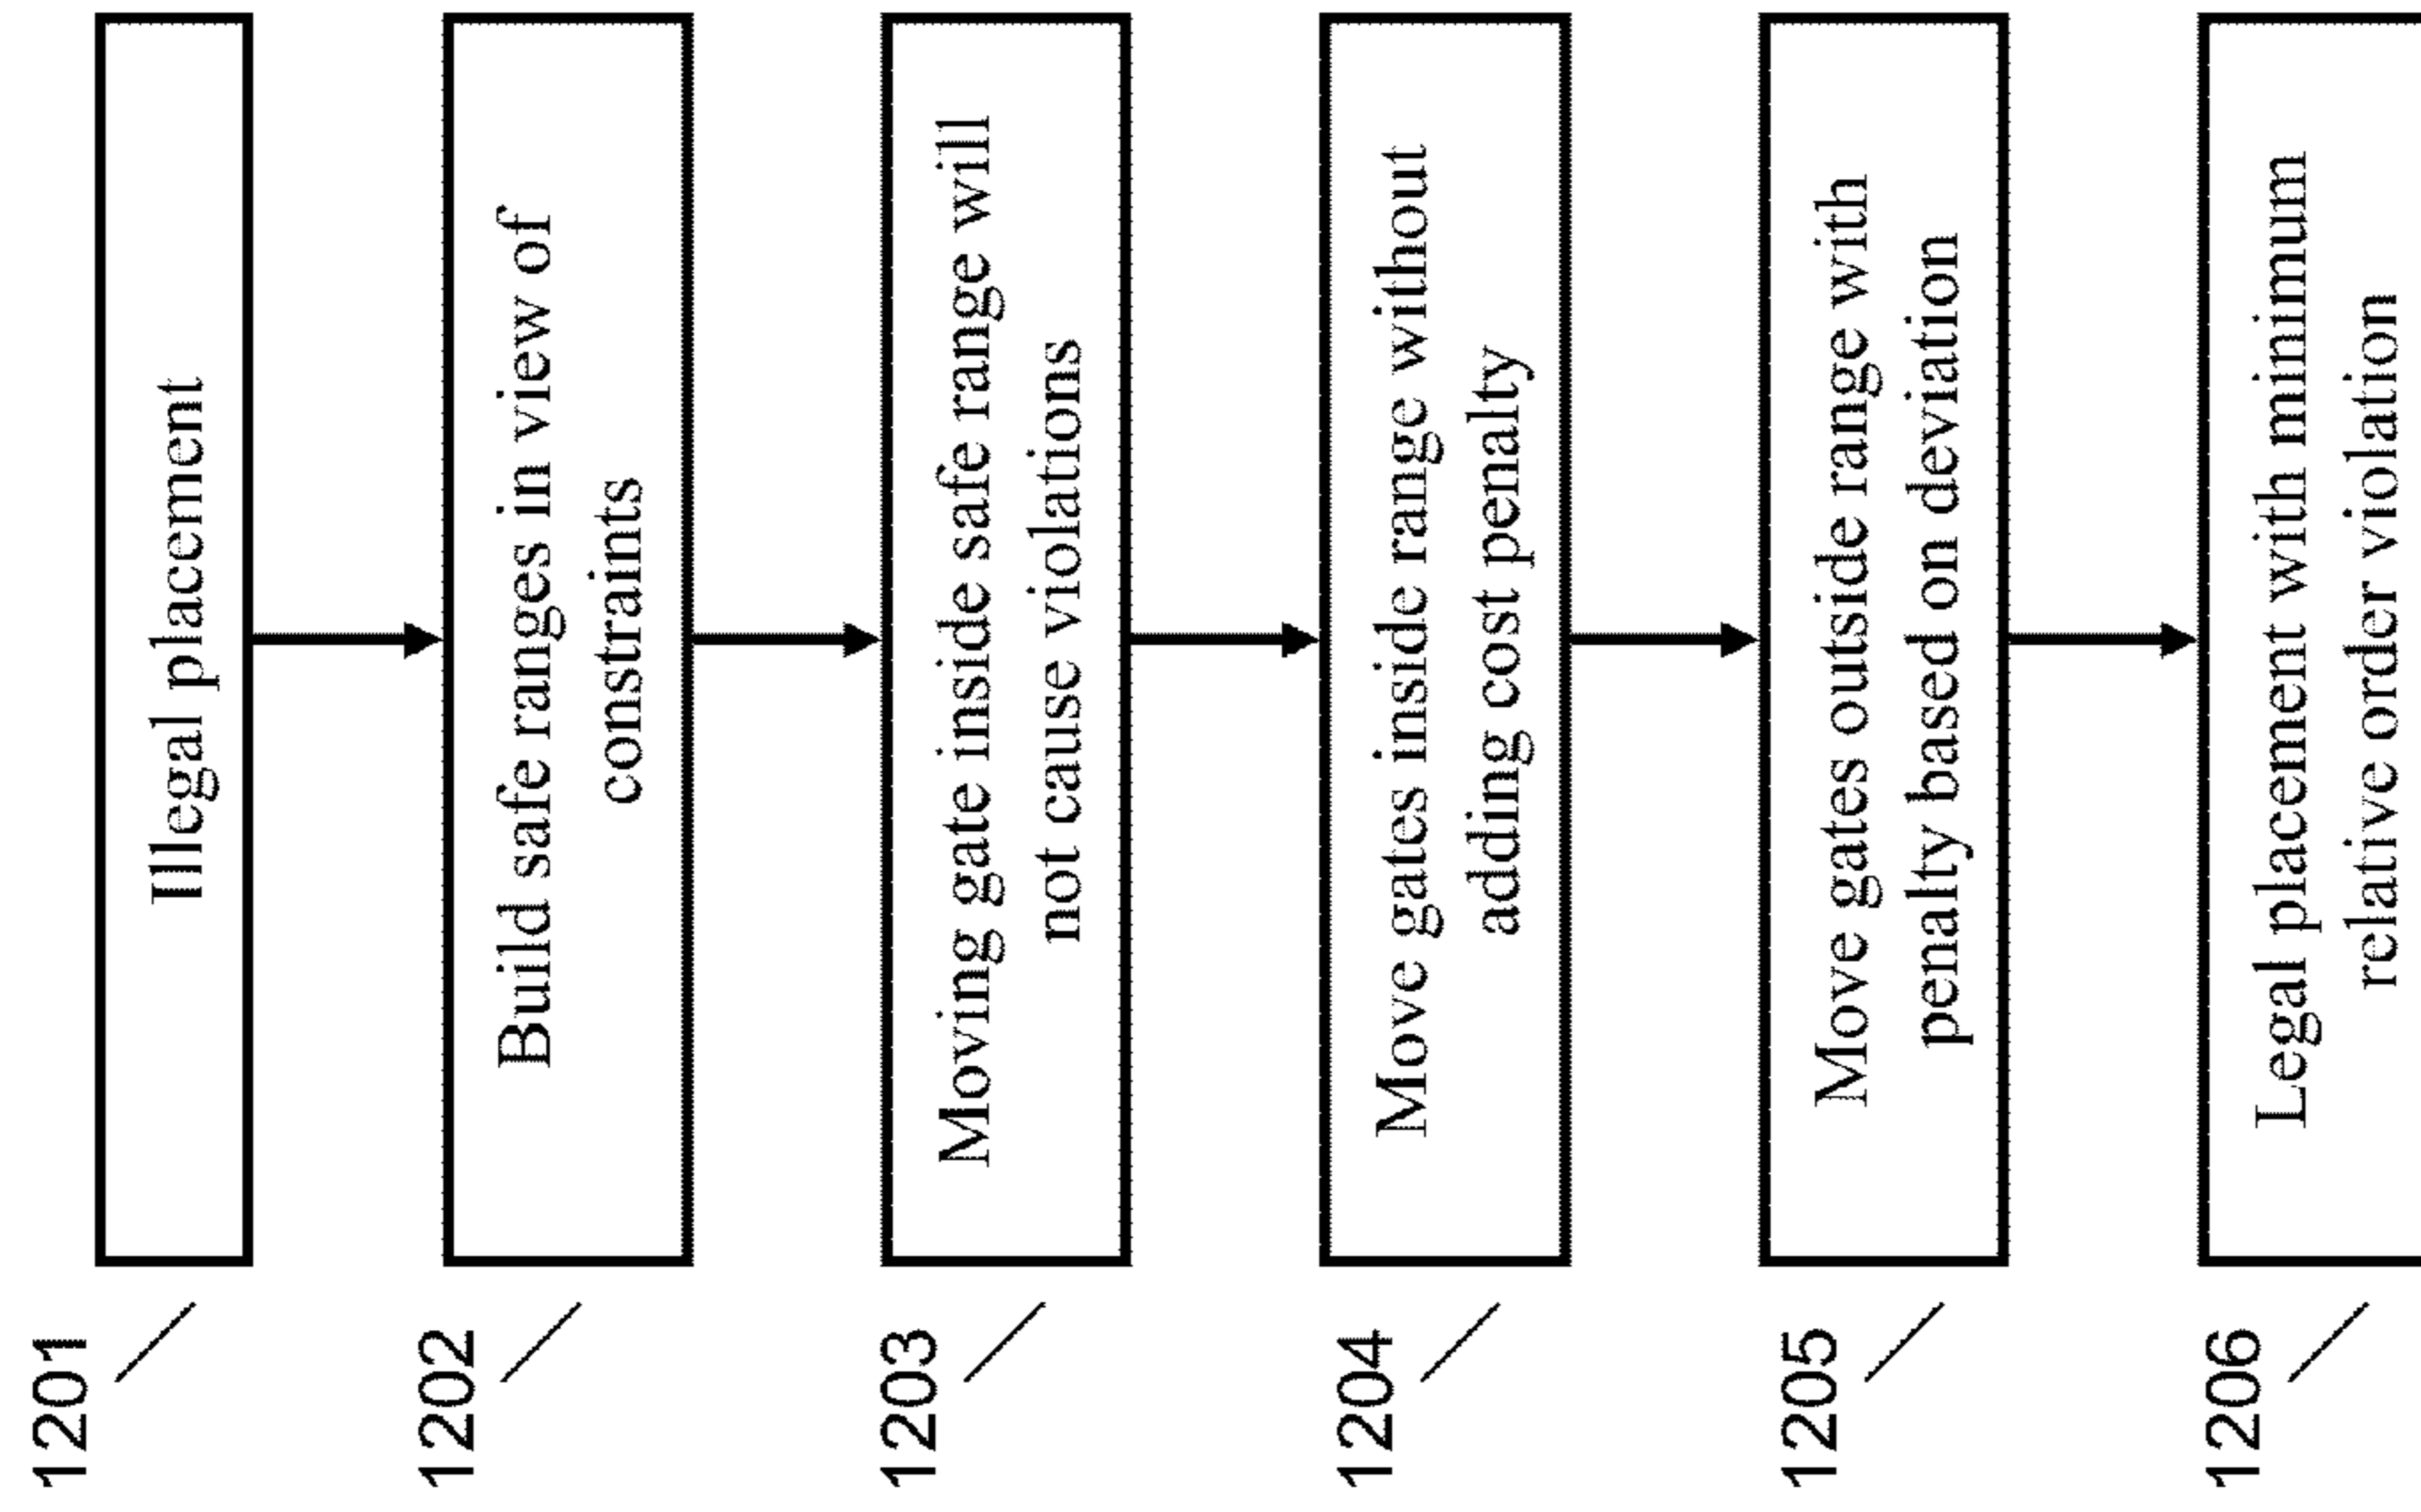 1201
Illegal placement
1202
Build safe ranges in view of
constraints
1203
Moving gate inside safe range will
not cause violations
1204
Move gates inside range without
adding cost penalty
1205
Move gates outside range with
penalty based on deviation
1206
Legal placement with minimum
relative order violation